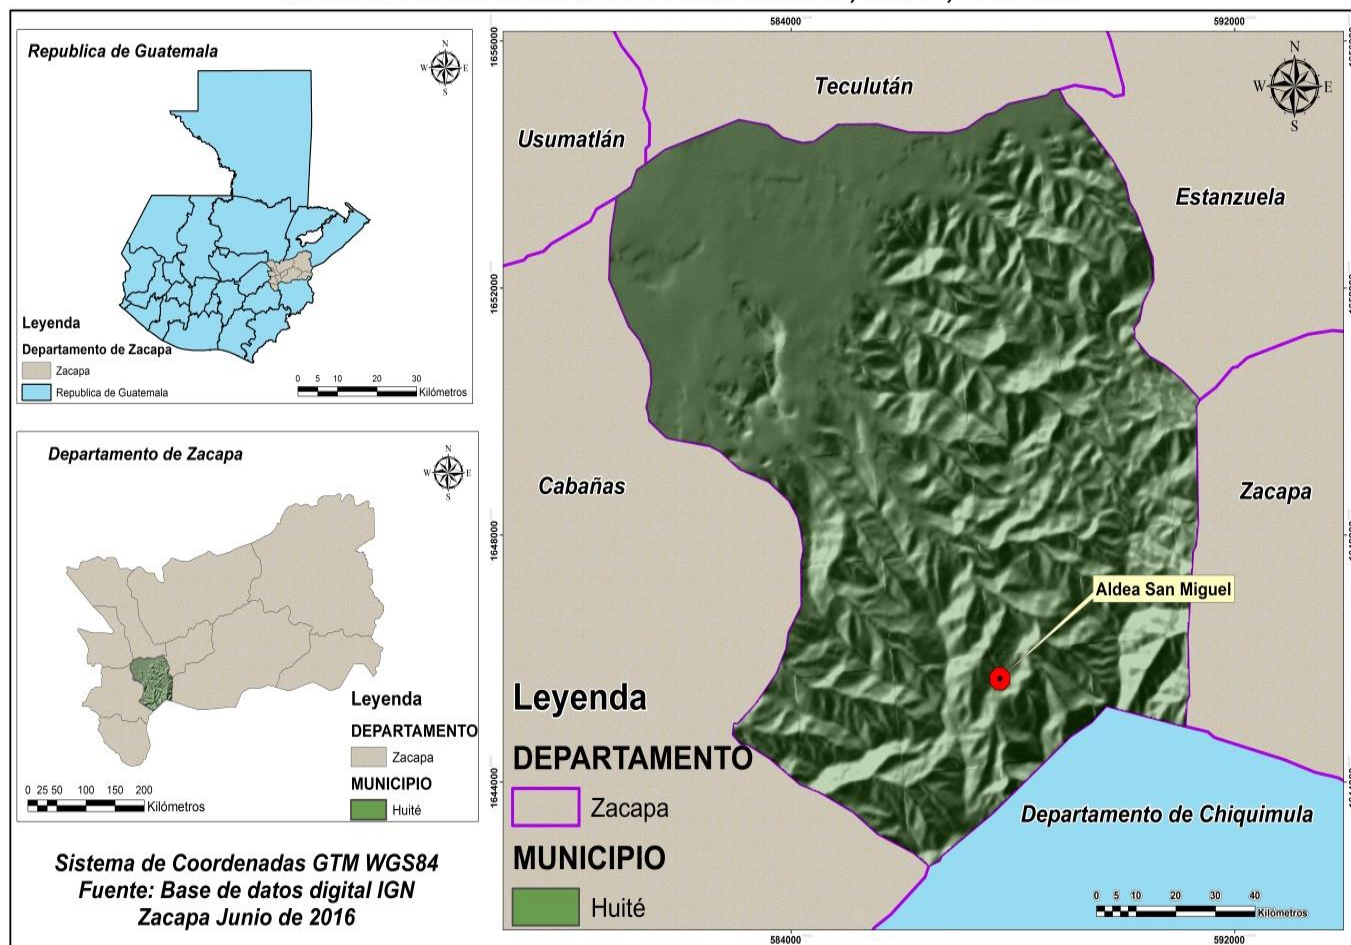 Republica de Guatemala
N
W
E
S
Leyenda
Departamento de Zacapa
Zacapa
Republica de Guatemala
0 5 10 20 30
Kilómetros
Departamento de Zacapa
N
W
E
S
Leyenda
DEPARTAMENTO
Zacapa
MUNICIPIO
Huité
0 25 50 100 150 200
Kilómetros
Sistema de Coordenadas GTM WGS84
Fuente: Base de datos digital IGN
Zacapa Junio de 2016
584000
592000
1656000
1652000
1648000
1644000
N
W
E
S
Teculután
Usumatlán
Estanzuela
Cabañas
Zacapa
Aldea San Miguel
Departamento de Chiquimula
Leyenda
DEPARTAMENTO
Zacapa
MUNICIPIO
Huité
0 5 10 20 30 40
Kilómetros
584000
592000